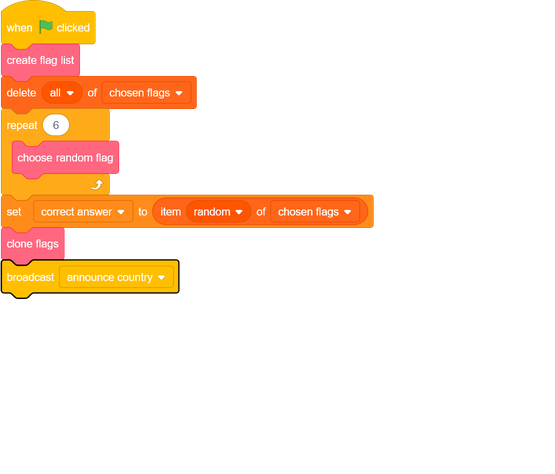 when clicked
create flag list
delete all of chosen flags
repeat 6
choose random flag
set correct answer to item random of chosen flags
clone flags
broadcast announce country